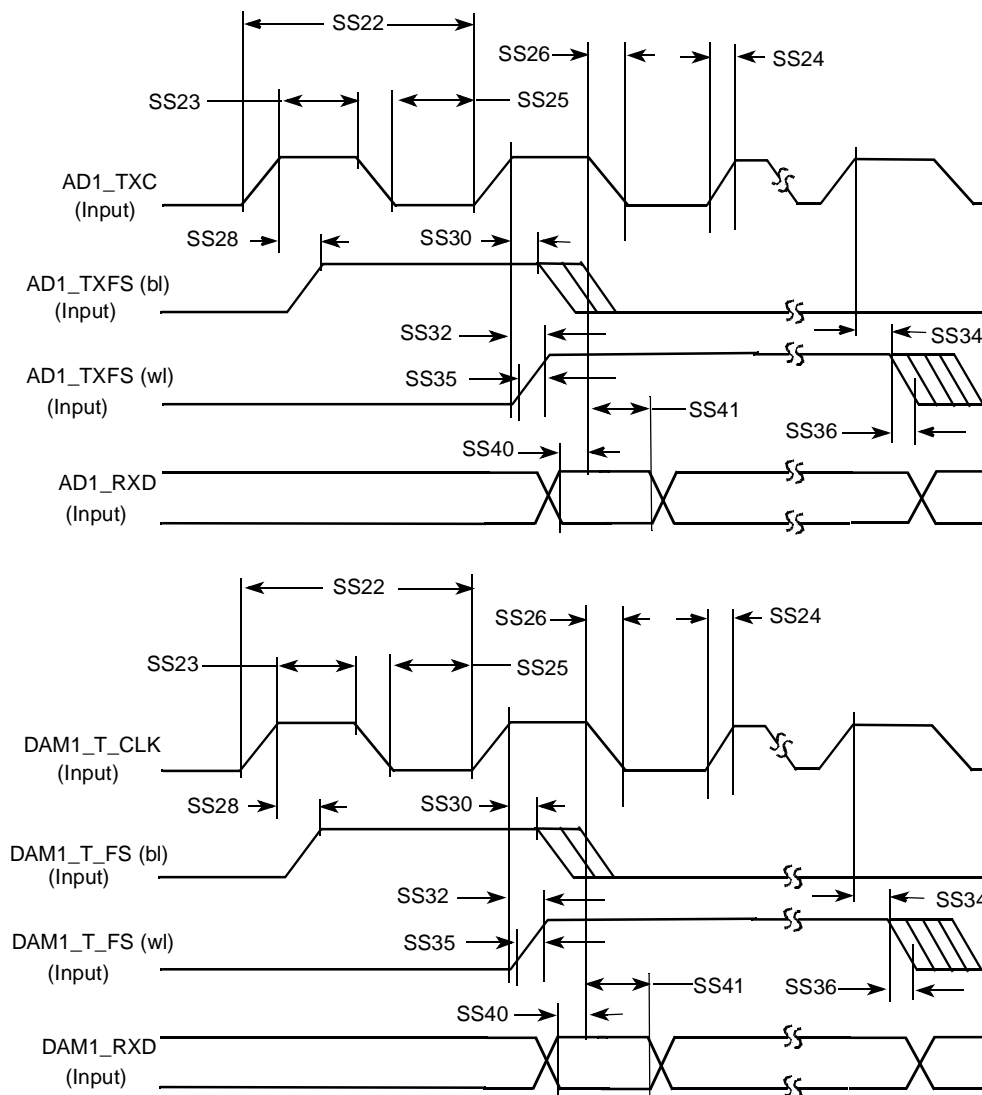 SS22
SS26
SS24
SS23
SS25
AD1_TXC
(Input)
SS28
SS30
AD1_TXFS (bl)
(Input)
SS32
SS34
SS35
AD1_TXFS (wl)
(Input)
SS41
SS36
SS40
AD1_RXD
(Input)
SS22
SS26
SS24
SS23
SS25
DAM1_T_CLK
(Input)
SS28
SS30
DAM1_T_FS (bl)
(Input)
SS32
SS34
SS35
DAM1_T_FS (wl)
(Input)
SS41
SS36
SS40
DAM1_RXD
(Input)